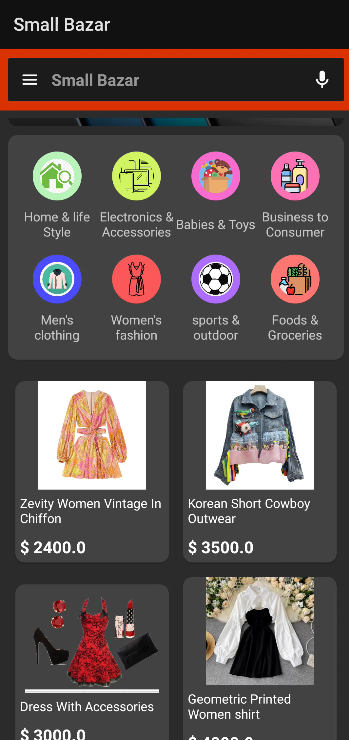 Small Bazar
Small Bazar
Home & life
Style
Electronics &
Accessories
Babies & Toys
Business to
Consumer
Men's
clothing
Women's
fashion
sports &
outdoor
Foods &
Groceries
Zevity Women Vintage In
Chiffon
$ 2400.0
Korean Short Cowboy
Outwear
$ 3500.0
Dress With Accessories
$ 3000.0
Geometric Printed
Women shirt